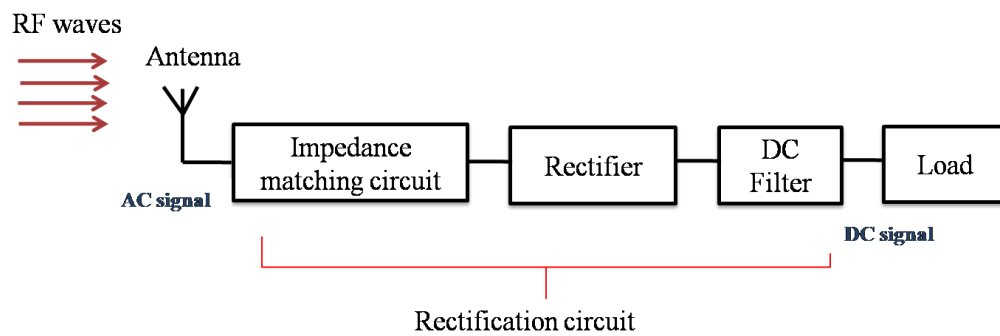 RF waves
Antenna
Impedance
matching circuit
Rectifier
DC
Filter
Load
AC signal
DC signal
Rectification circuit